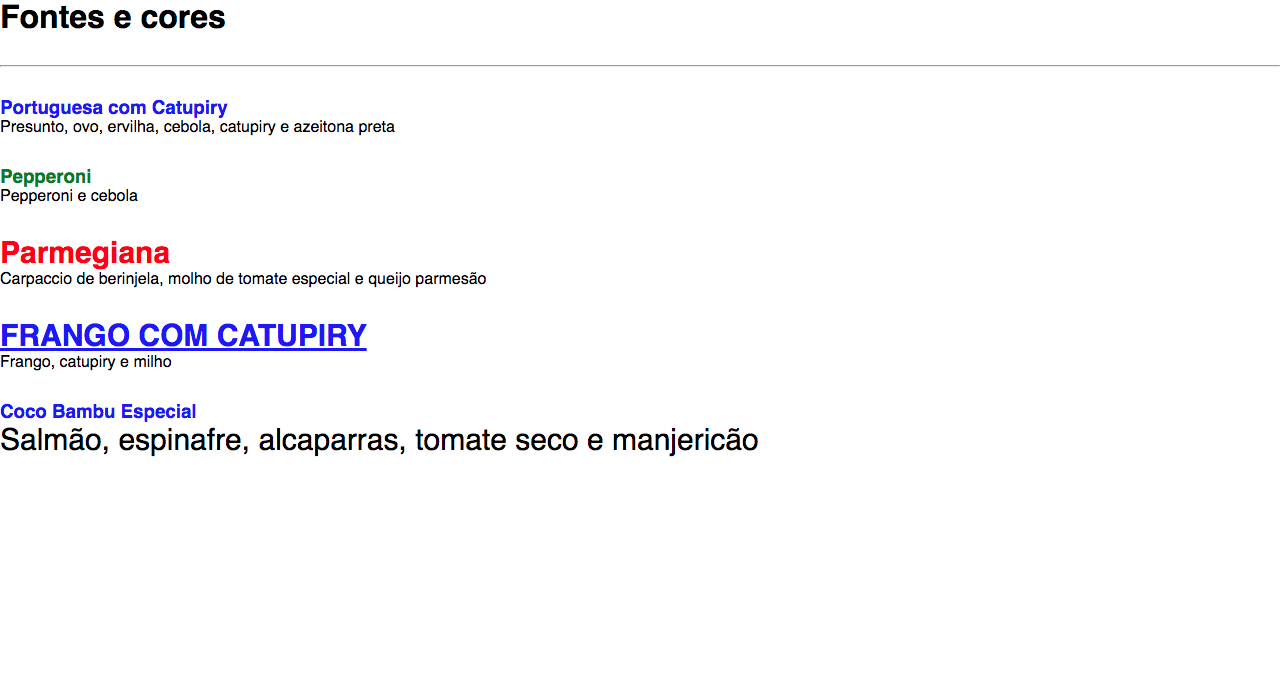 Fontes e cores
Portuguesa com Catupiry
Presunto, ovo, ervilha, cebola, catupiry e azeitona preta
Pepperoni
Pepperoni e cebola
Parmegiana
Carpaccio de berinjela, molho de tomate especial e queijo parmesão
FRANGO COM CATUPIRY
Frango, catupiry e milho
Coco Bambu Especial
Salmão, espinafre, alcaparras, tomate seco e manjericão